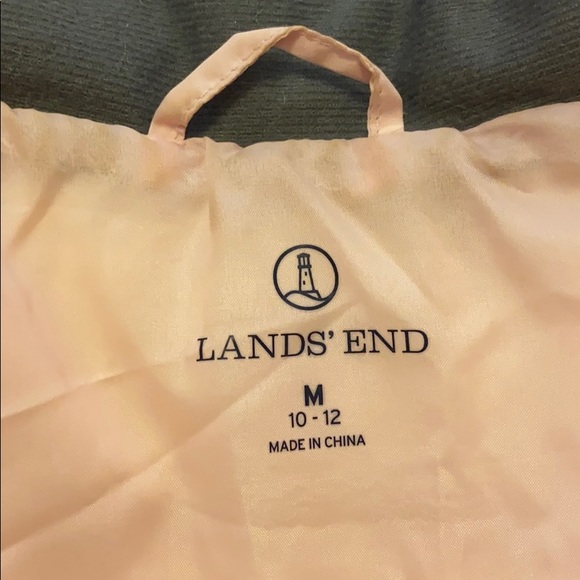 LANDS' END
M
10 - 12
MADE IN CHINA